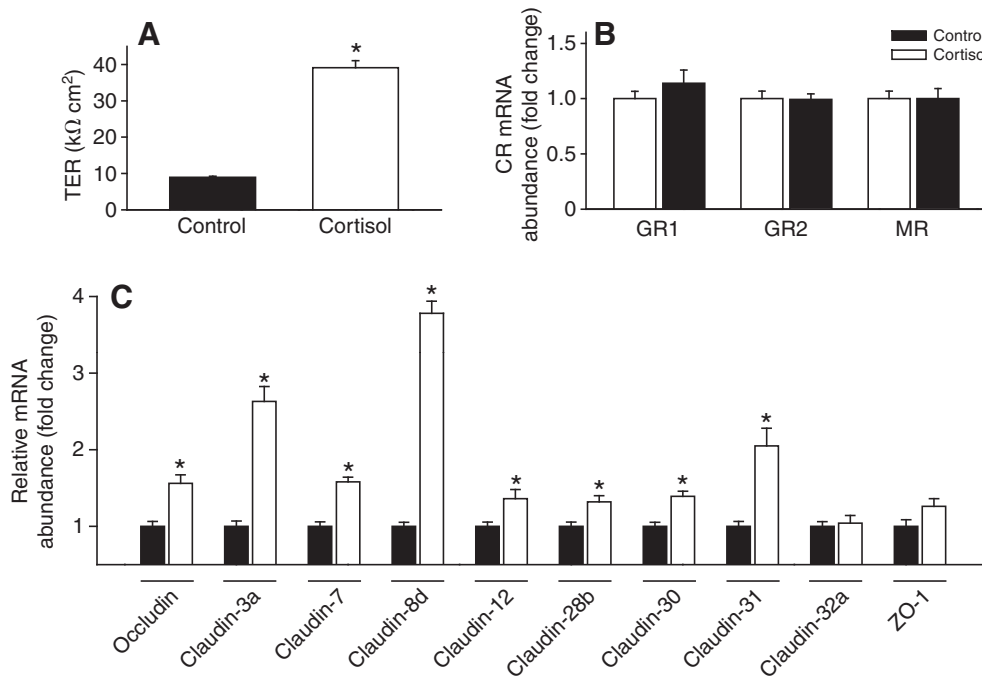 A
TER (kΩ cm²)
40
30
20
10
0
*
Control
Cortisol
B
CR mRNA
abundance (fold change)
1.5
1.0
0.5
0
Contro
Cortiso
GR1
GR2
MR
C
Relative mRNA
abundance (fold change)
4
3
2
1
*
*
*
*
*
*
*
*
Occludin
Claudin-3a
Claudin-7
Claudin-8d
Claudin-12
Claudin-28b
Claudin-30
Claudin-31
Claudin-32a
ZO-1